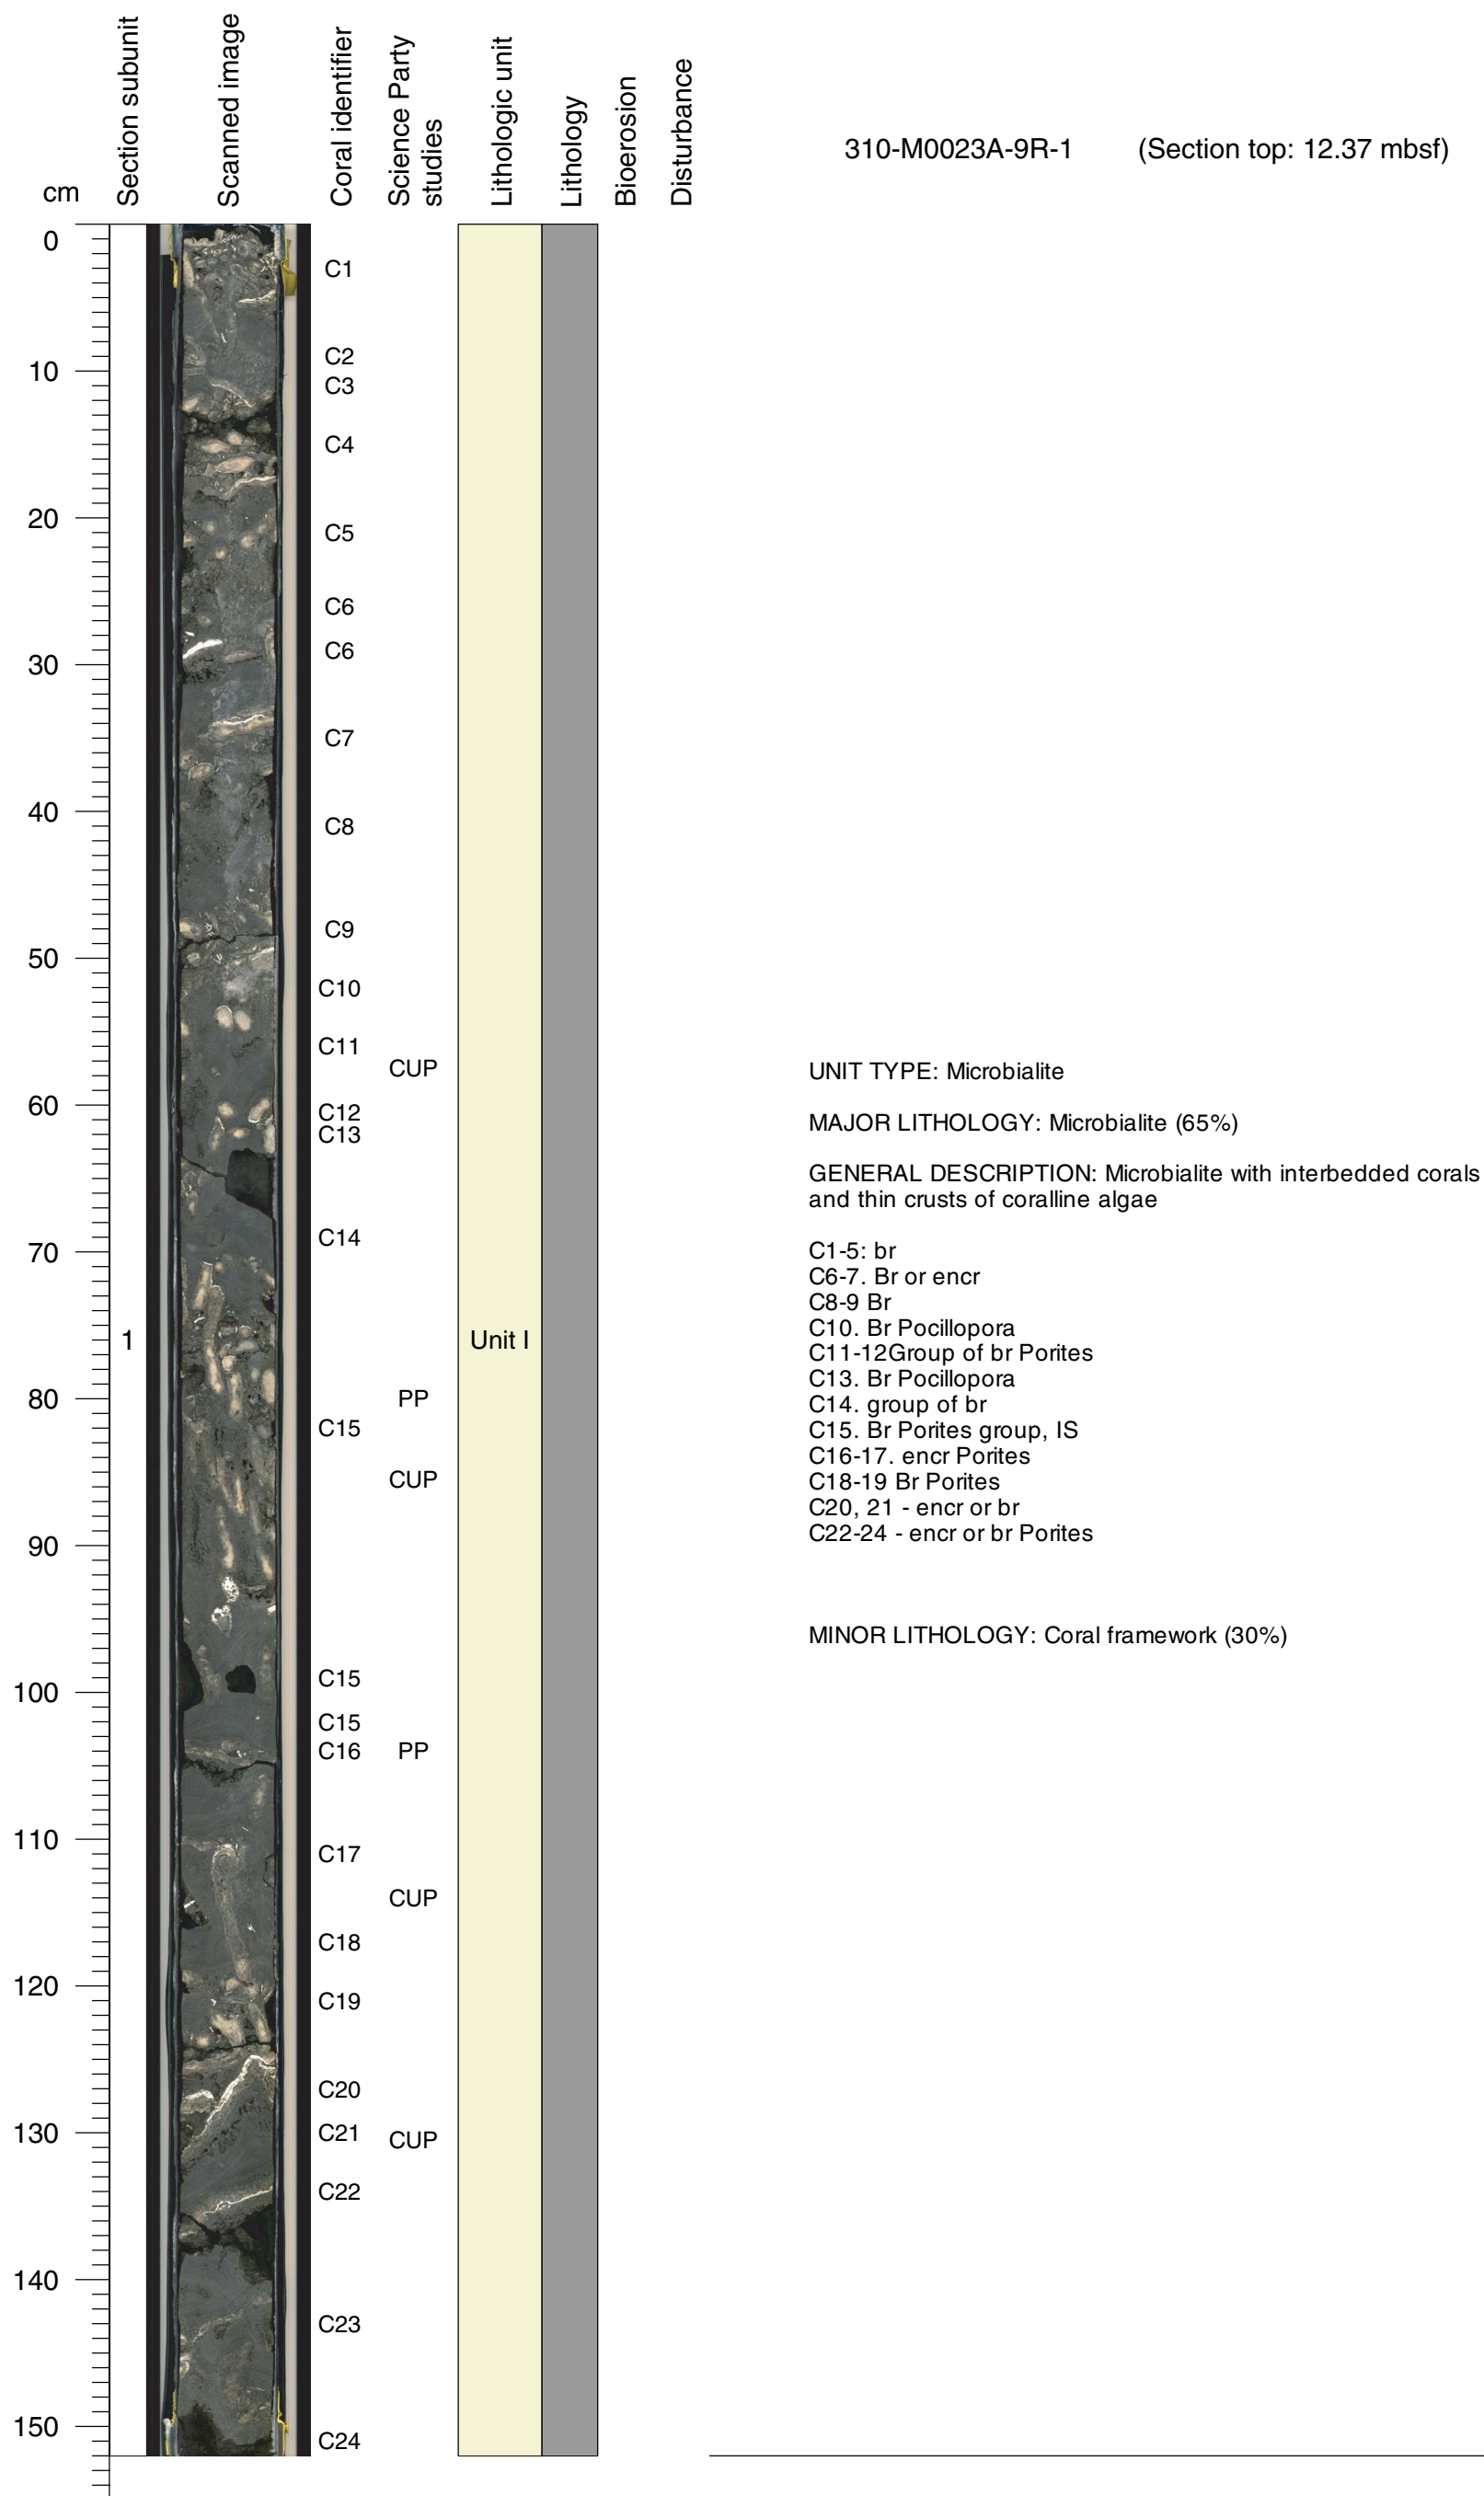 Section subunit
Scanned image
Coral identifier
Science Party
studies
Lithologic unit
Lithology
Bioerosion
Disturbance
310-M0023A-9R-1 (Section top: 12.37 mbsf)
cm
0
C1
C2
10
C3
C4
20
C5
C6
C6
30
C7
40
C8
C9
50
C10
C11
CUP
UNIT TYPE: Microbialite
60
C12
MAJOR LITHOLOGY: Microbialite (65%)
C13
GENERAL DESCRIPTION: Microbialite with interbedded corals
and thin crusts of coralline algae
C14
70
C1-5: br
C6-7. Br or encr
C8-9 Br
C10. Br Pocillopora
1
Unit I
C11-12Group of br Porites
C13. Br Pocillopora
80
PP
C14. group of br
C15
C15. Br Porites group, IS
C16-17. encr Porites
CUP
C18-19 Br Porites
C20, 21 - encr or br
C22-24 - encr or br Porites
90
MINOR LITHOLOGY: Coral framework (30%)
C15
100
C15
C16
PP
110
C17
CUP
C18
120
C19
C20
130
C21
CUP
C22
140
C23
150
C24